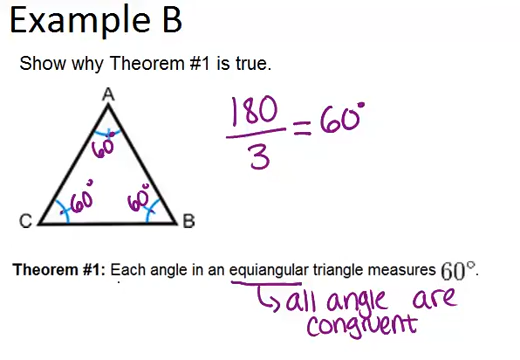 Example B
Show why Theorem #1 is true.
A
180
3
= 60°
60°
60°
60°
C
B
Theorem #1: Each angle in an equiangular triangle measures 60°.
↳ all angle are
congruent